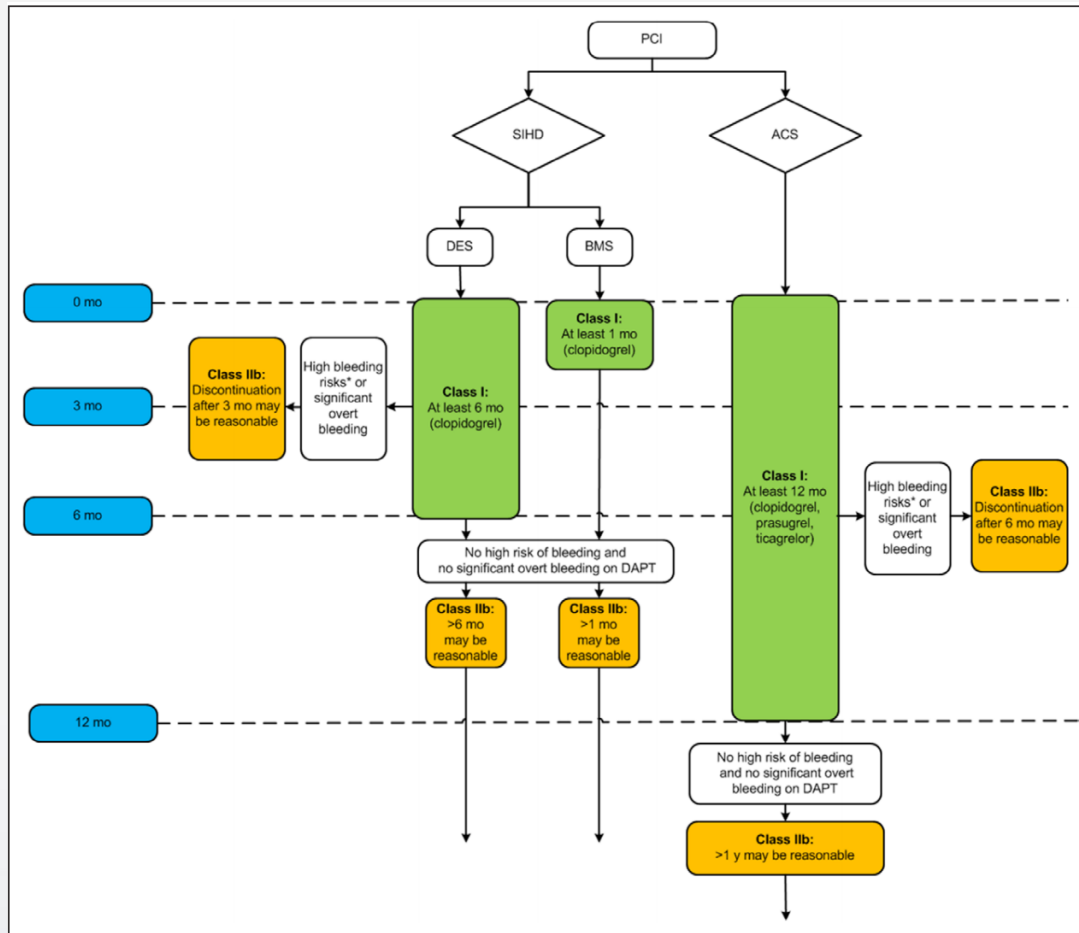 PCI
SIHD
ACS
DES
BMS
0 mo
Class I:
At least 1 mo
(clopidogrel)
Class IIb:
Discontinuation
after 3 mo may
be reasonable
High bleeding
risks* or
significant
overt
bleeding
Class I:
At least 6 mo
(clopidogrel)
3 mo
Class I:
At least 12 mo
(clopidogrel,
prasugrel,
ticagrelor)
High bleeding
risks* or
significant
overt
bleeding
Class IIb:
Discontinuation
after 6 mo may
be reasonable
6 mo
No high risk of bleeding and
no significant overt bleeding on DAPT
Class IIb:
>6 mo
may be
reasonable
Class IIb:
>1 mo
may be
reasonable
12 mo
No high risk of bleeding
and no significant overt
bleeding on DAPT
Class IIb:
>1 y may be reasonable